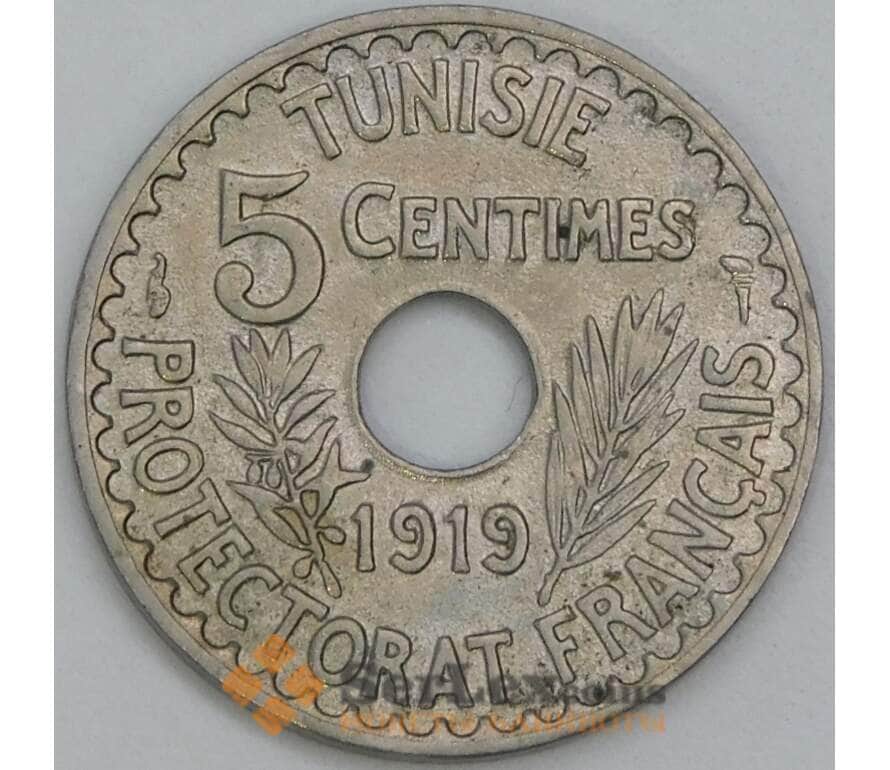 TUNISIE
5 CENTIMES
1919
PROTECTORAT FRANÇAIS